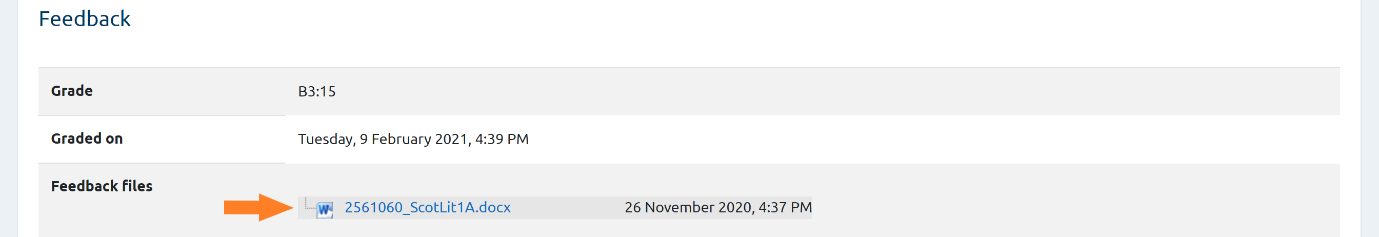 Feedback
Grade B3:15
Graded on Tuesday, 9 February 2021, 4:39 PM
Feedback files
2561060_ScotLit1A.docx 26 November 2020, 4:37 PM